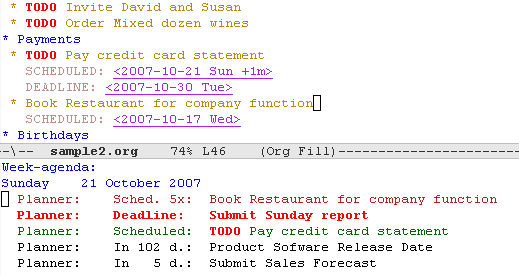 * TODO Invite David and Susan
* TODO Order Mixed dozen wines
* Payments
* TODO Pay credit card statement
SCHEDULED: <2007-10-21 Sun +1m>
DEADLINE: <2007-10-30 Tue>
* Book Restaurant for company function
SCHEDULED: <2007-10-17 Wed>
* Birthdays
--\-- sample2.org 74% L46 (Org Fill)--------------------
Week-agenda:
Sunday 21 October 2007
Planner: Sched. 5x: Book Restaurant for company function
Planner: Deadline: Submit Sunday report
Planner: Scheduled: TODO Pay credit card statement
Planner: In 102 d.: Product Sofware Release Date
Planner: In 5 d.: Submit Sales Forecast